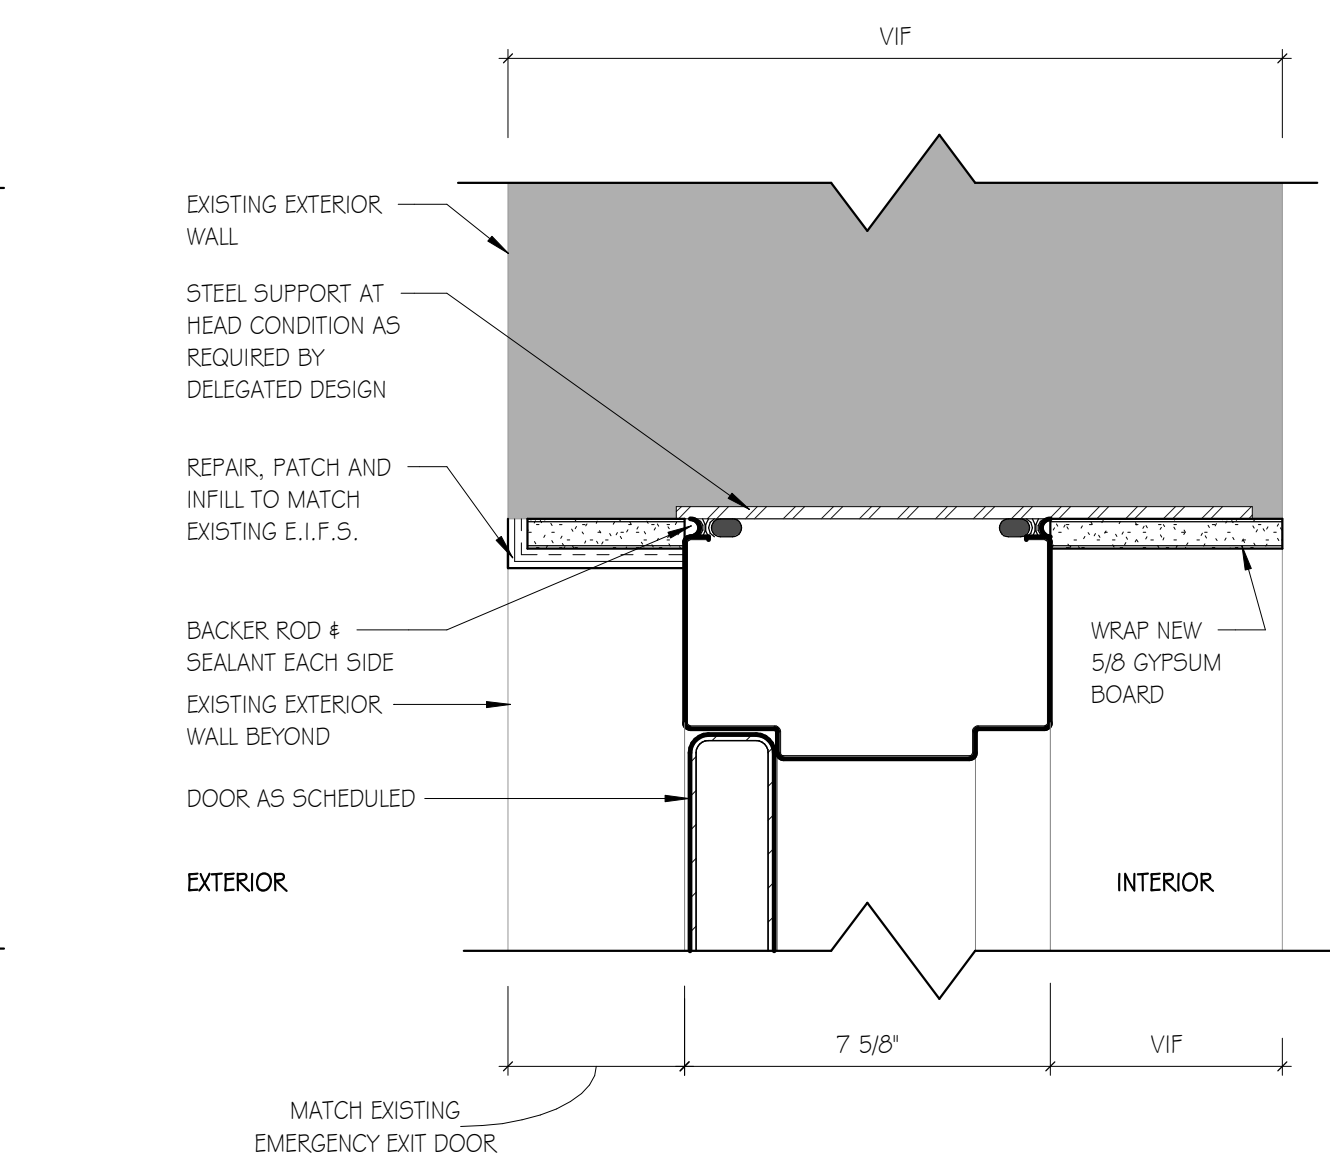 VIF
EXISTING EXTERIOR
WALL
STEEL SUPPORT AT
HEAD CONDITION AS
REQUIRED BY
DELEGATED DESIGN
REPAIR, PATCH AND
INFILL TO MATCH
EXISTING E.I.F.S.
BACKER ROD &
SEALANT EACH SIDE
EXISTING EXTERIOR
WALL BEYOND
DOOR AS SCHEDULED
WRAP NEW
5/8 GYPSUM
BOARD
EXTERIOR
INTERIOR
7 5/8"
VIF
MATCH EXISTING
EMERGENCY EXIT DOOR